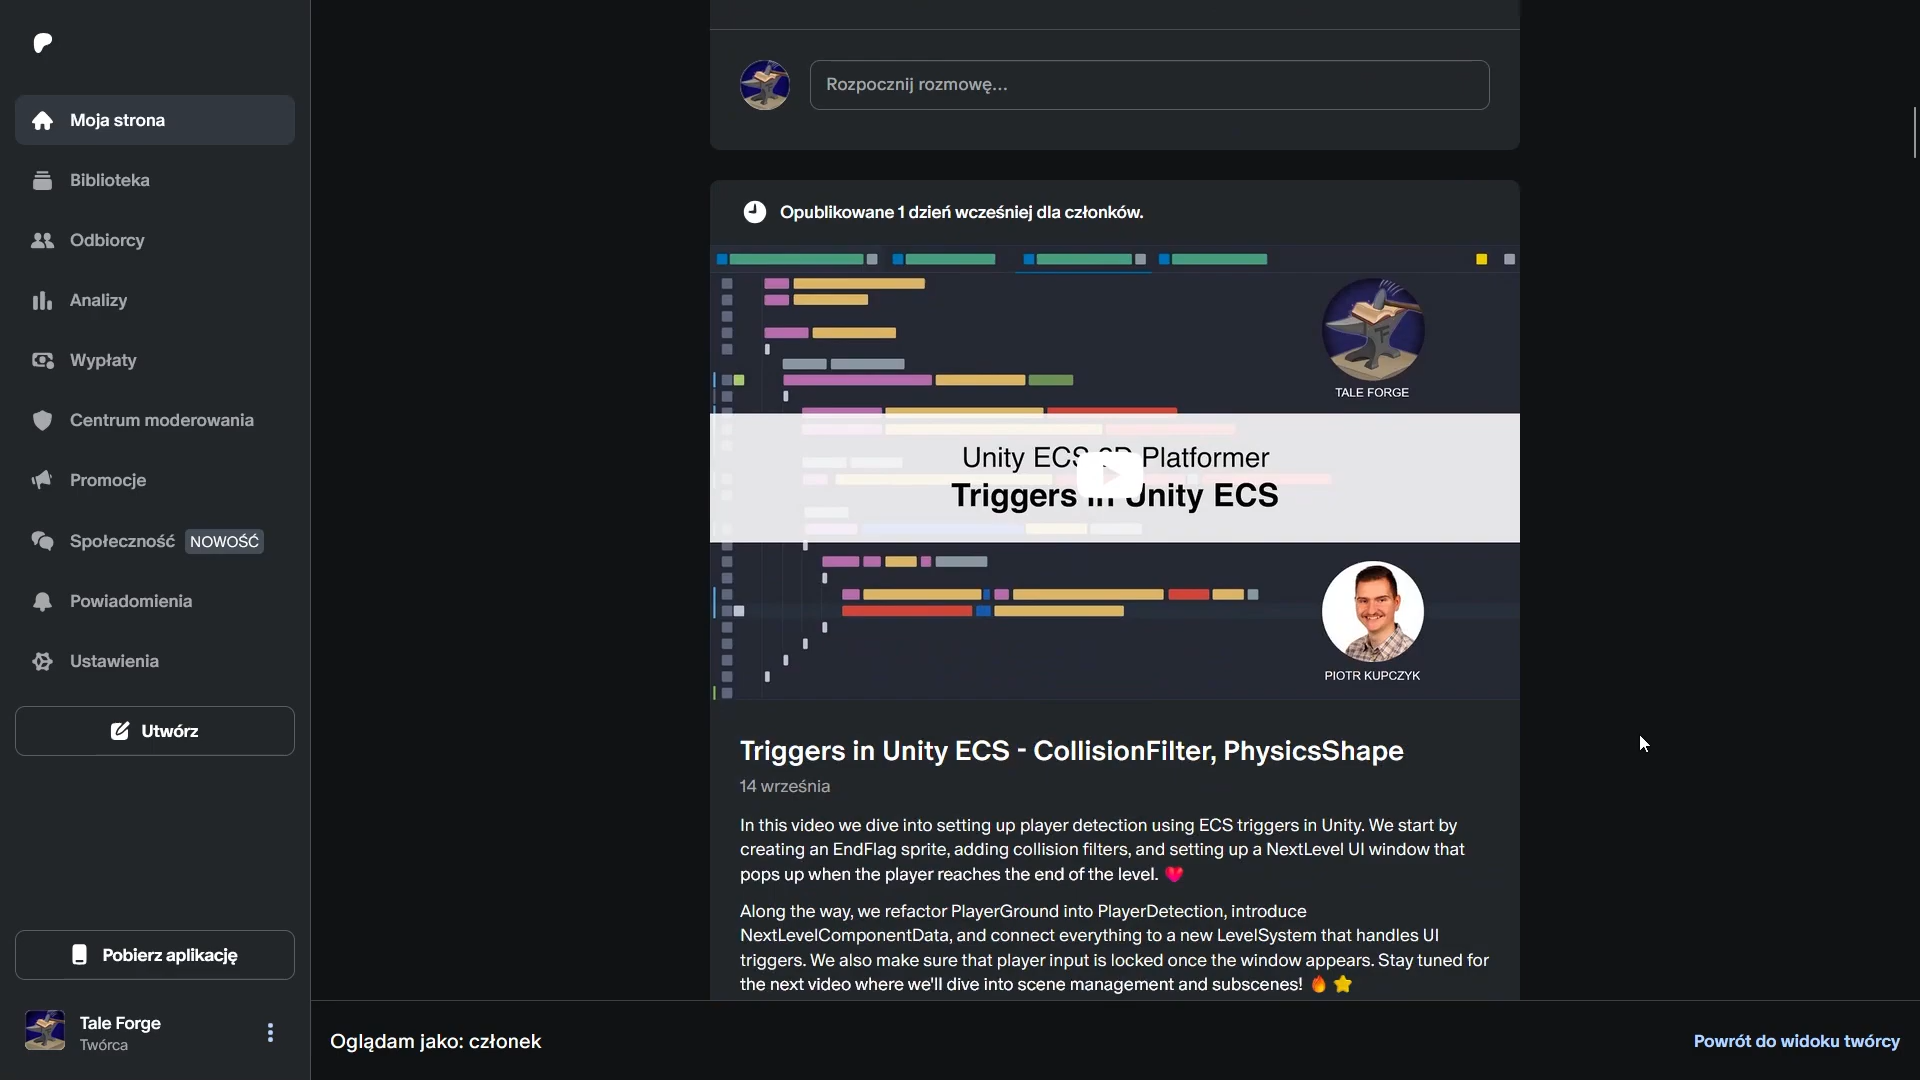 Moja strona
Biblioteka
Odbiorcy
Analizy
Wypłaty
Centrum moderowania
Promocje
Społeczność NOWOŚĆ
Powiadomienia
Ustawienia
Utwórz
Pobierz aplikację
Tale Forge
Twórca
Rozpocznij rozmowę...
Opublikowane 1 dzień wcześniej dla członków.
TALE FORGE
Unity ECS 2D Platformer
Triggers in Unity ECS
PIOTR KUPCZYK
Triggers in Unity ECS - CollisionFilter, PhysicsShape
14 września
In this video we dive into setting up player detection using ECS triggers in Unity. We start by
creating an EndFlag sprite, adding collision filters, and setting up a NextLevel UI window that
pops up when the player reaches the end of the level. 💗
Along the way, we refactor PlayerGround into PlayerDetection, introduce
NextLevelComponentData, and connect everything to a new LevelSystem that handles UI
triggers. We also make sure that player input is locked once the window appears. Stay tuned for
the next video where we'll dive into scene management and subscenes! 🔥 ⭐
Oglądam jako: członek
Powrót do widoku twórcy